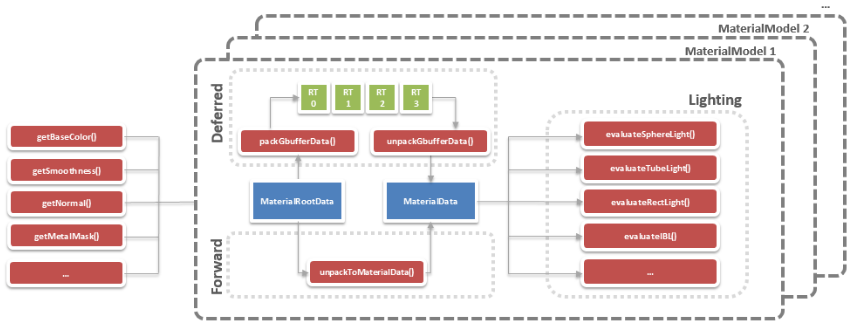 ...
MaterialModel 2
MaterialModel 1
Deferred
RT 0
RT 1
RT 2
RT 3
packGbufferData()
unpackGbufferData()
MaterialRootData
MaterialData
Forward
unpackToMaterialData()
getBaseColor()
getSmoothness()
getNormal()
getMetalMask()
...
Lighting
evaluateSphereLight()
evaluateTubeLight()
evaluateRectLight()
evaluateIBL()
...